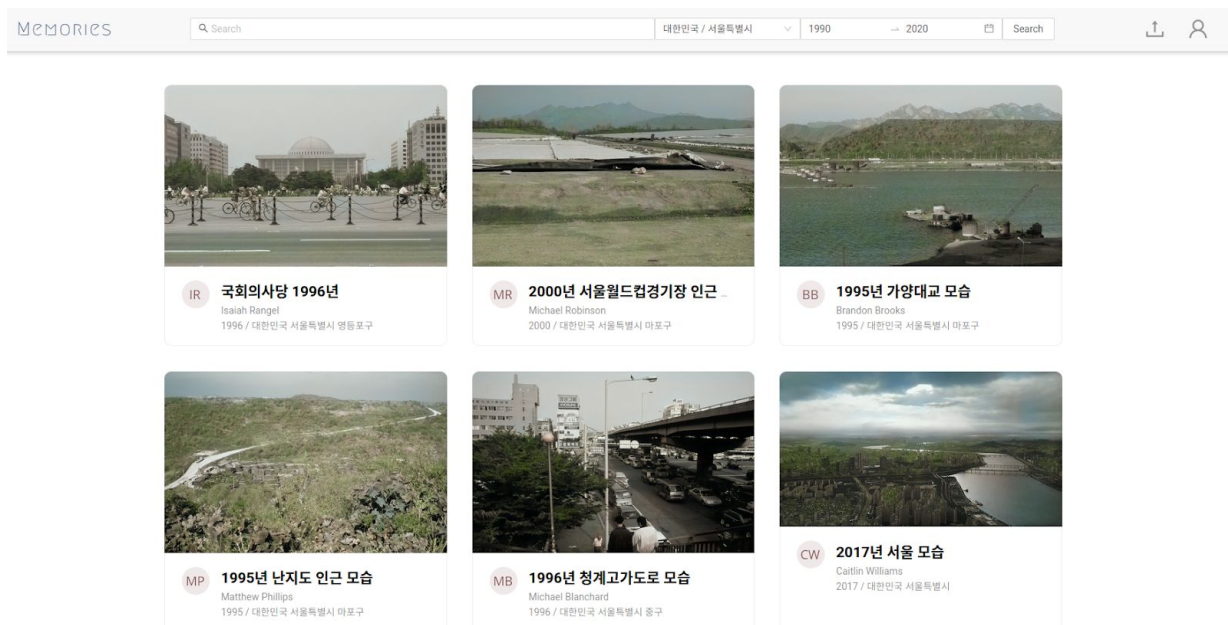 Memories
Search
대한민국 / 서울특별시
1990
→ 2020
Search
IR
국회의사당 1996년
Isaiah Rangel
1996 / 대한민국 서울특별시 영등포구
MR
2000년 서울월드컵경기장 인근 ...
Michael Robinson
2000 / 대한민국 서울특별시 마포구
BB
1995년 가양대교 모습
Brandon Brooks
1995 / 대한민국 서울특별시 마포구
MP
1995년 난지도 인근 모습
Matthew Phillips
1995 / 대한민국 서울특별시 마포구
MB
1996년 청계고가도로 모습
Michael Blanchard
1996 / 대한민국 서울특별시 중구
CW
2017년 서울 모습
Caitlin Williams
2017 / 대한민국 서울특별시